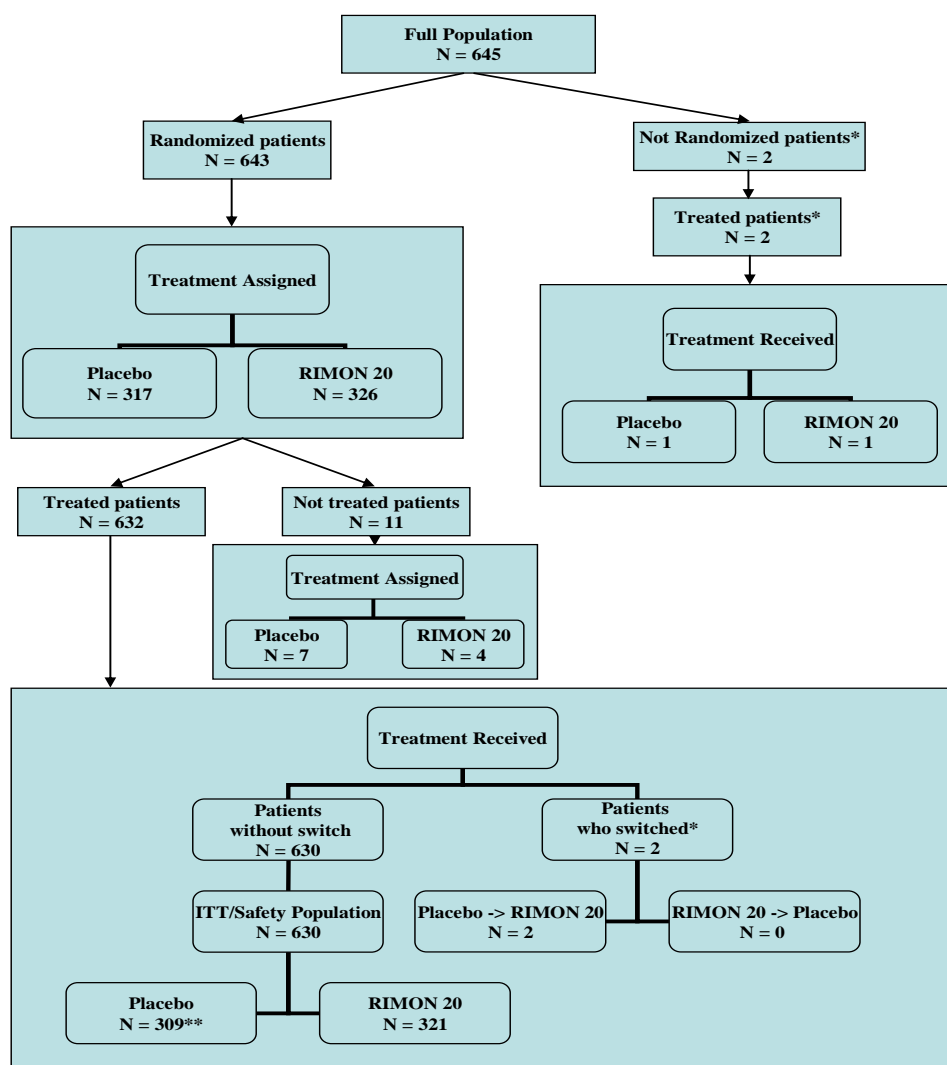 Full Population
N = 645
Randomized patients
N = 643
Not Randomized patients*
N = 2
Treated patients*
N = 2
Treatment Assigned
Placebo
N = 317
RIMON 20
N = 326
Treatment Received
Placebo
N = 1
RIMON 20
N = 1
Treated patients
N = 632
Not treated patients
N = 11
Treatment Assigned
Placebo
N = 7
RIMON 20
N = 4
Treatment Received
Patients
without switch
N = 630
Patients
who switched*
N = 2
ITT/Safety Population
N = 630
Placebo -> RIMON 20
N = 2
RIMON 20 -> Placebo
N = 0
Placebo
N = 309**
RIMON 20
N = 321